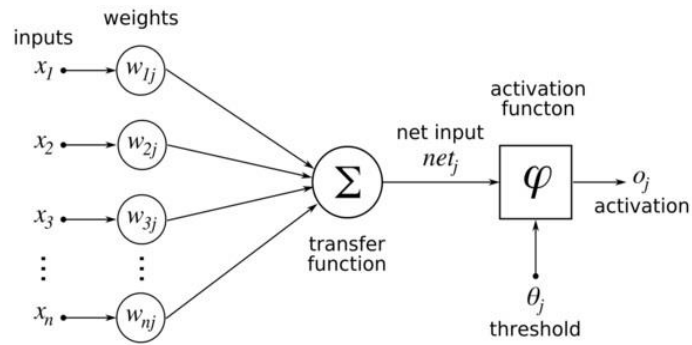 weights
inputs
x1
w1j
x2
w2j
x3
w3j
⋮
⋮
xn
wnj
Σ
transfer
function
net input
netj
activation
functon
φ
oj
activation
θj
threshold